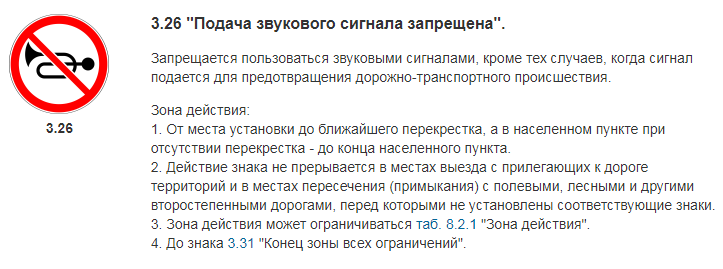 3.26 "Подача звукового сигнала запрещена".
Запрещается пользоваться звуковыми сигналами, кроме тех случаев, когда сигнал
подается для предотвращения дорожно-транспортного происшествия.
3.26
Зона действия:
1. От места установки до ближайшего перекрестка, а в населенном пункте при
отсутствии перекрестка - до конца населенного пункта.
2. Действие знака не прерывается в местах выезда с прилегающих к дороге
территорий и в местах пересечения (примыкания) с полевыми, лесными и другими
второстепенными дорогами, перед которыми не установлены соответствующие знаки.
3. Зона действия может ограничиваться таб. 8.2.1 "Зона действия".
4. До знака 3.31 "Конец зоны всех ограничений".